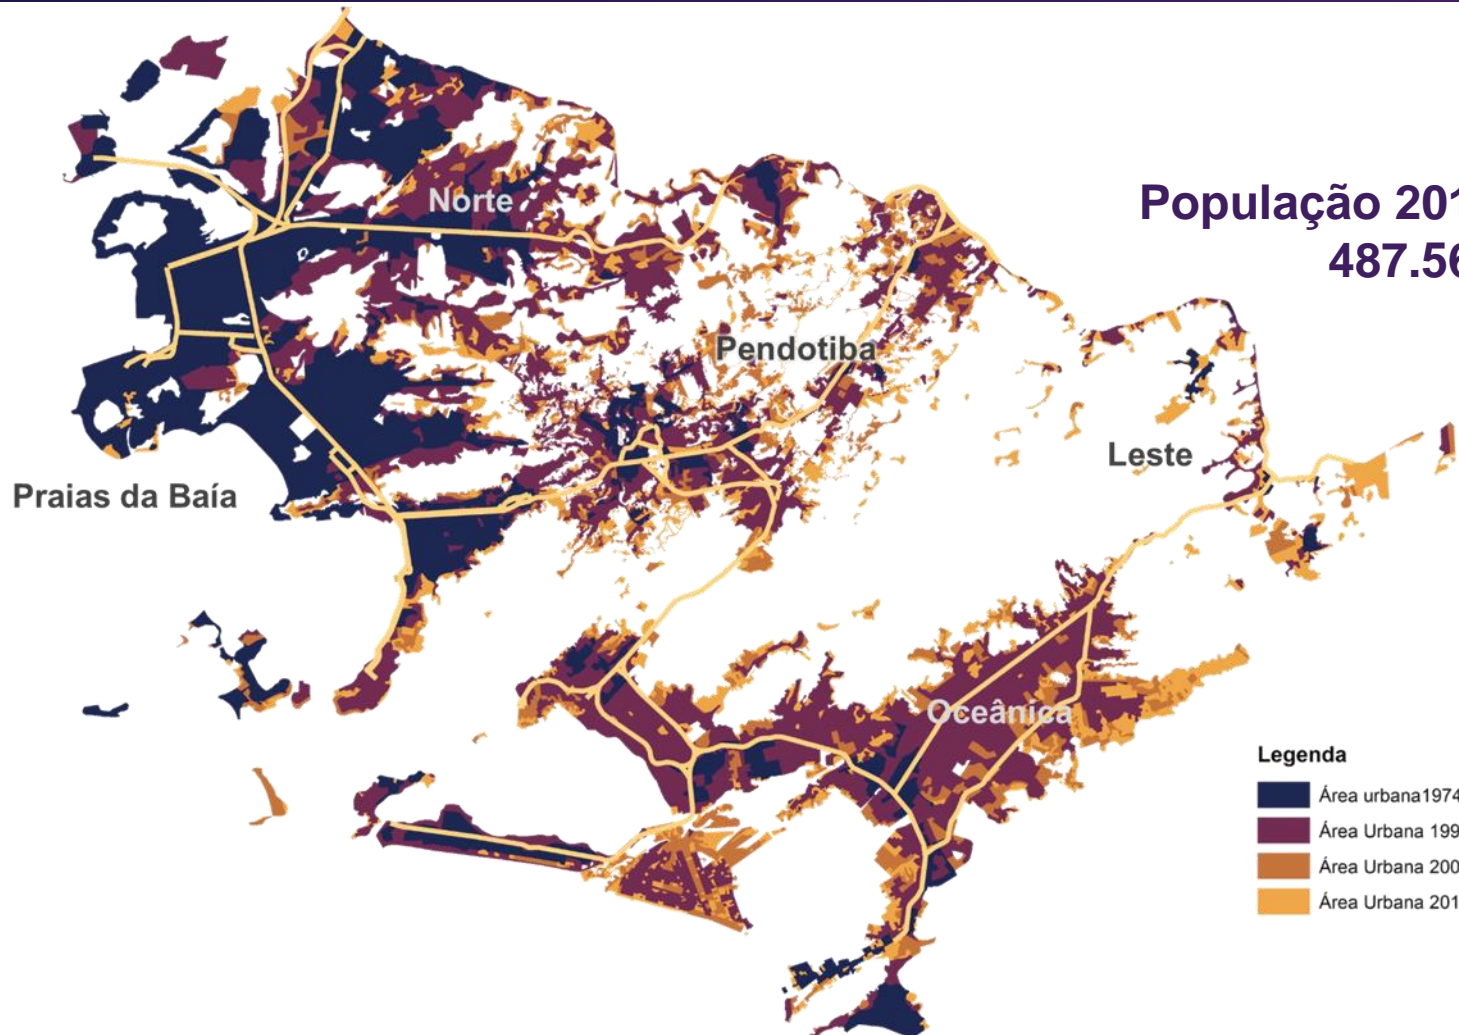 Norte
População 201
487.56
Pendotiba
Leste
Praias da Baía
Oceânica
Legenda
Área urbana1974
Área Urbana 199
Área Urbana 200
Área Urbana 201